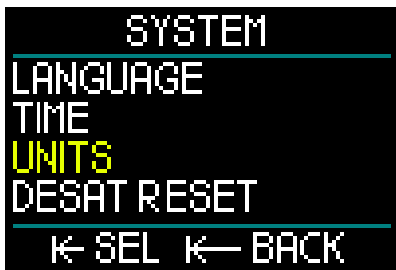 SYSTEM
LANGUAGE
TIME
UNITS
DESAT RESET
SEL BACK